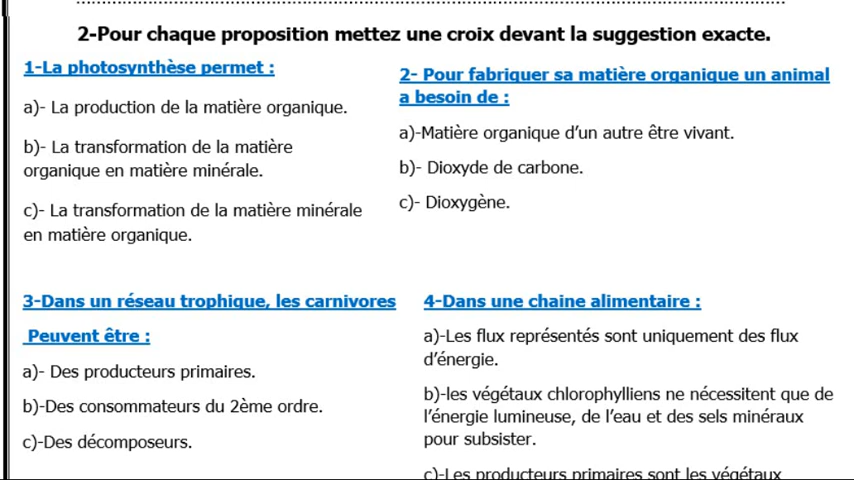 2-Pour chaque proposition mettez une croix devant la suggestion exacte.
1-La photosynthèse permet :
a)- La production de la matière organique.
b)- La transformation de la matière
organique en matière minérale.
c)- La transformation de la matière minérale
en matière organique.
2- Pour fabriquer sa matière organique un animal
a besoin de :
a)-Matière organique d’un autre être vivant.
b)- Dioxyde de carbone.
c)- Dioxygène.
3-Dans un réseau trophique, les carnivores
Peuvent être :
a)- Des producteurs primaires.
b)-Des consommateurs du 2ème ordre.
c)-Des décomposeurs.
4-Dans une chaine alimentaire :
a)-Les flux représentés sont uniquement des flux
d’énergie.
b)-les végétaux chlorophylliens ne nécessitent que de
l’énergie lumineuse, de l’eau et des sels minéraux
pour subsister.
c)-Les producteurs primaires sont les végétaux